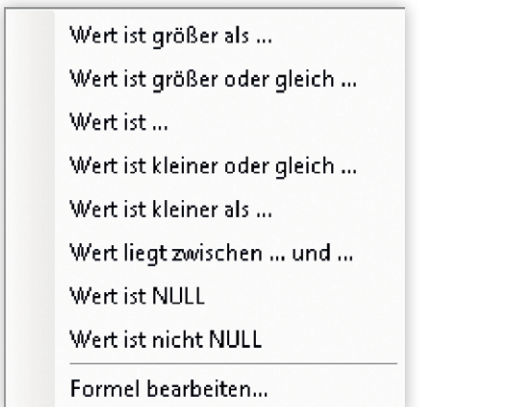 Wert ist größer als ...
Wert ist größer oder gleich ...
Wert ist ...
Wert ist kleiner oder gleich ...
Wert ist kleiner als ...
Wert liegt zwischen ... und ...
Wert ist NULL
Wert ist nicht NULL
Formel bearbeiten...